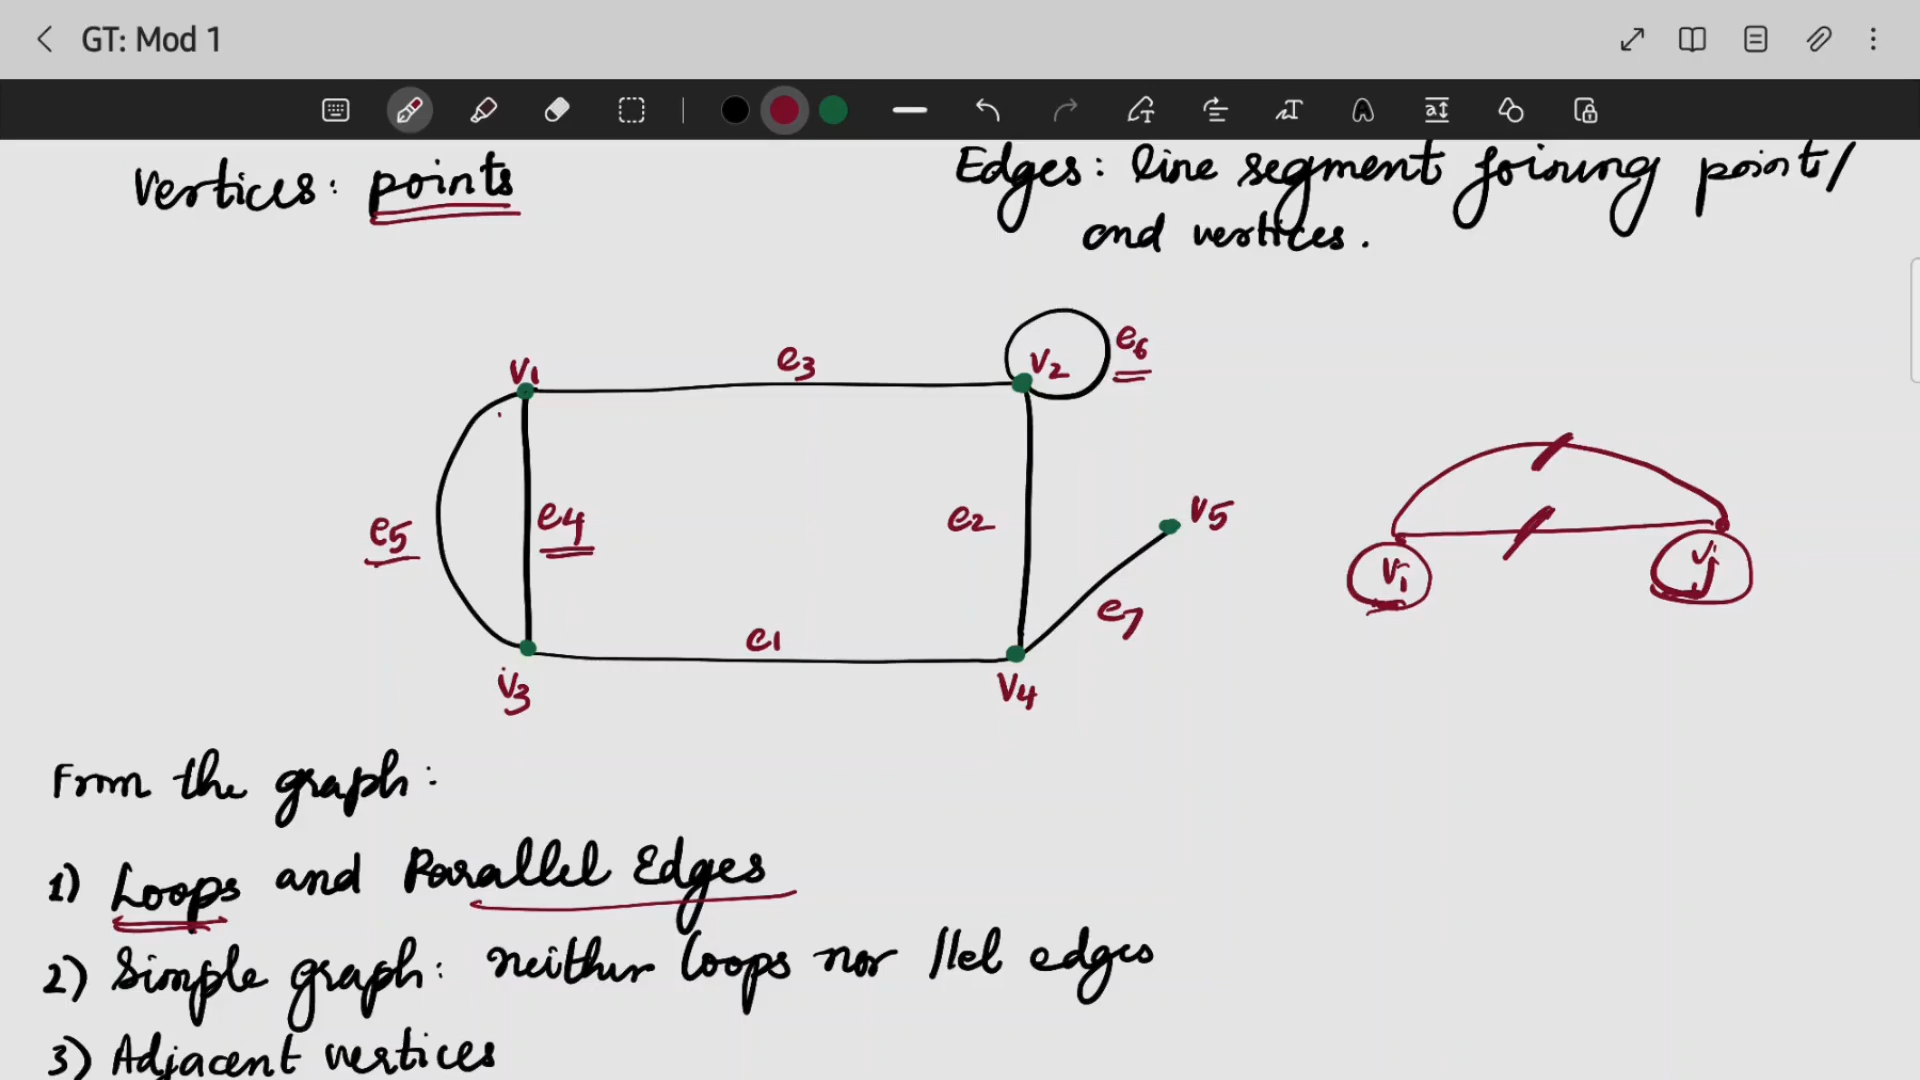 GT: Mod 1
Vertices: points
Edges: line segment joining point/
and vertices.
v1
e3
v2
e6
e5
e4
e2
v5
e7
e1
v3
v4
vi
vj
From the graph:
1) Loops and Parallel Edges
2) Simple graph: neither loops nor //el edges
3) Adjacent vertices